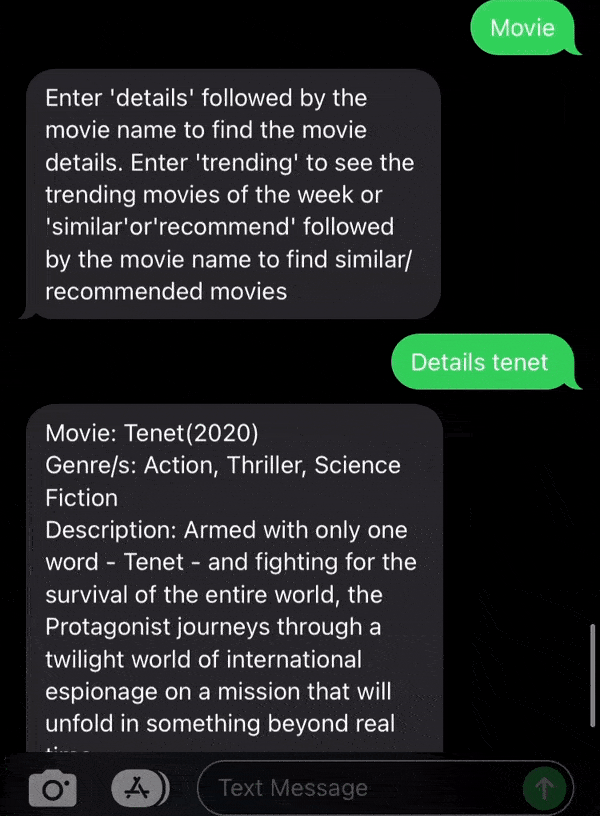 Movie
Enter 'details' followed by the
movie name to find the movie
details. Enter 'trending' to see the
trending movies of the week or
'similar'or'recommend' followed
by the movie name to find similar/
recommended movies
Details tenet
Movie: Tenet(2020)
Genre/s: Action, Thriller, Science
Fiction
Description: Armed with only one
word - Tenet - and fighting for the
survival of the entire world, the
Protagonist journeys through a
twilight world of international
espionage on a mission that will
unfold in something beyond real
Text Message